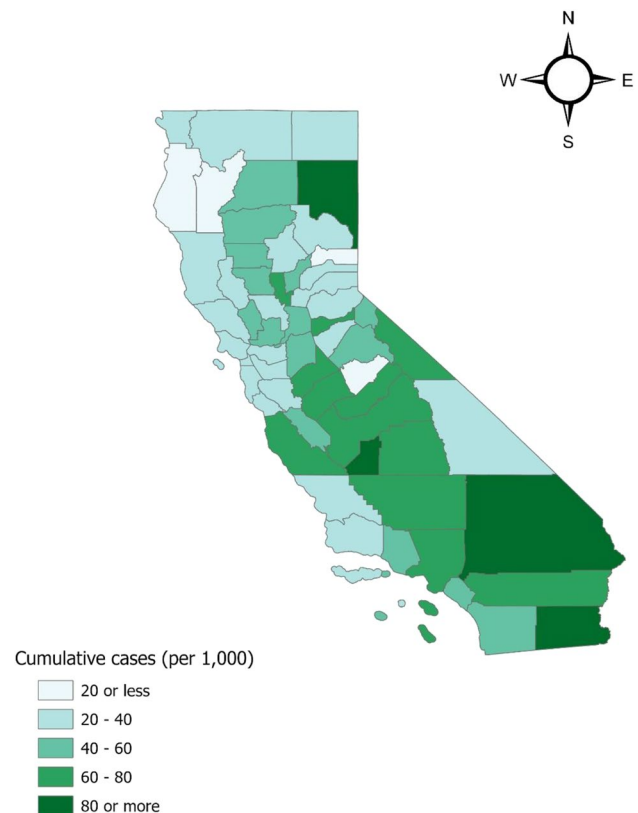 N
W E
S
Cumulative cases (per 1,000)
20 or less
20 - 40
40 - 60
60 - 80
80 or more